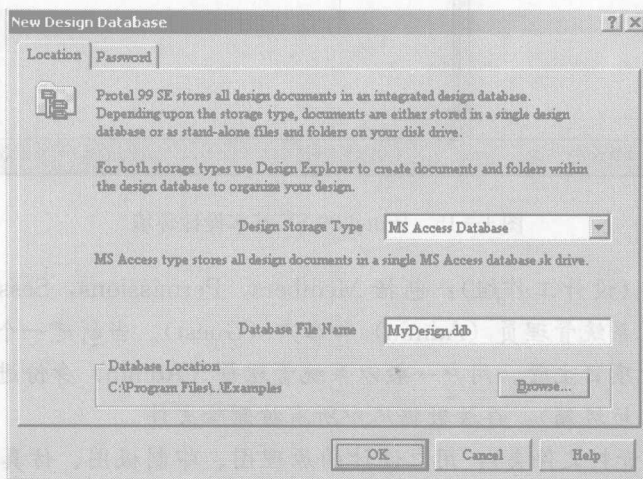 New Design Database
? ×
Location
Password
Protel 99 SE stores all design documents in an integrated design database.
Depending upon the storage type, documents are either stored in a single design
database or as stand-alone files and folders on your disk drive.
For both storage types use Design Explorer to create documents and folders within
the design database to organize your design.
Design Storage Type
MS Access Database
MS Access type stores all design documents in a single MS Access database.sk drive.
Database File Name
MyDesign.ddb
Database Location
C:\Program Files\..\Examples
Browse...
OK
Cancel
Help